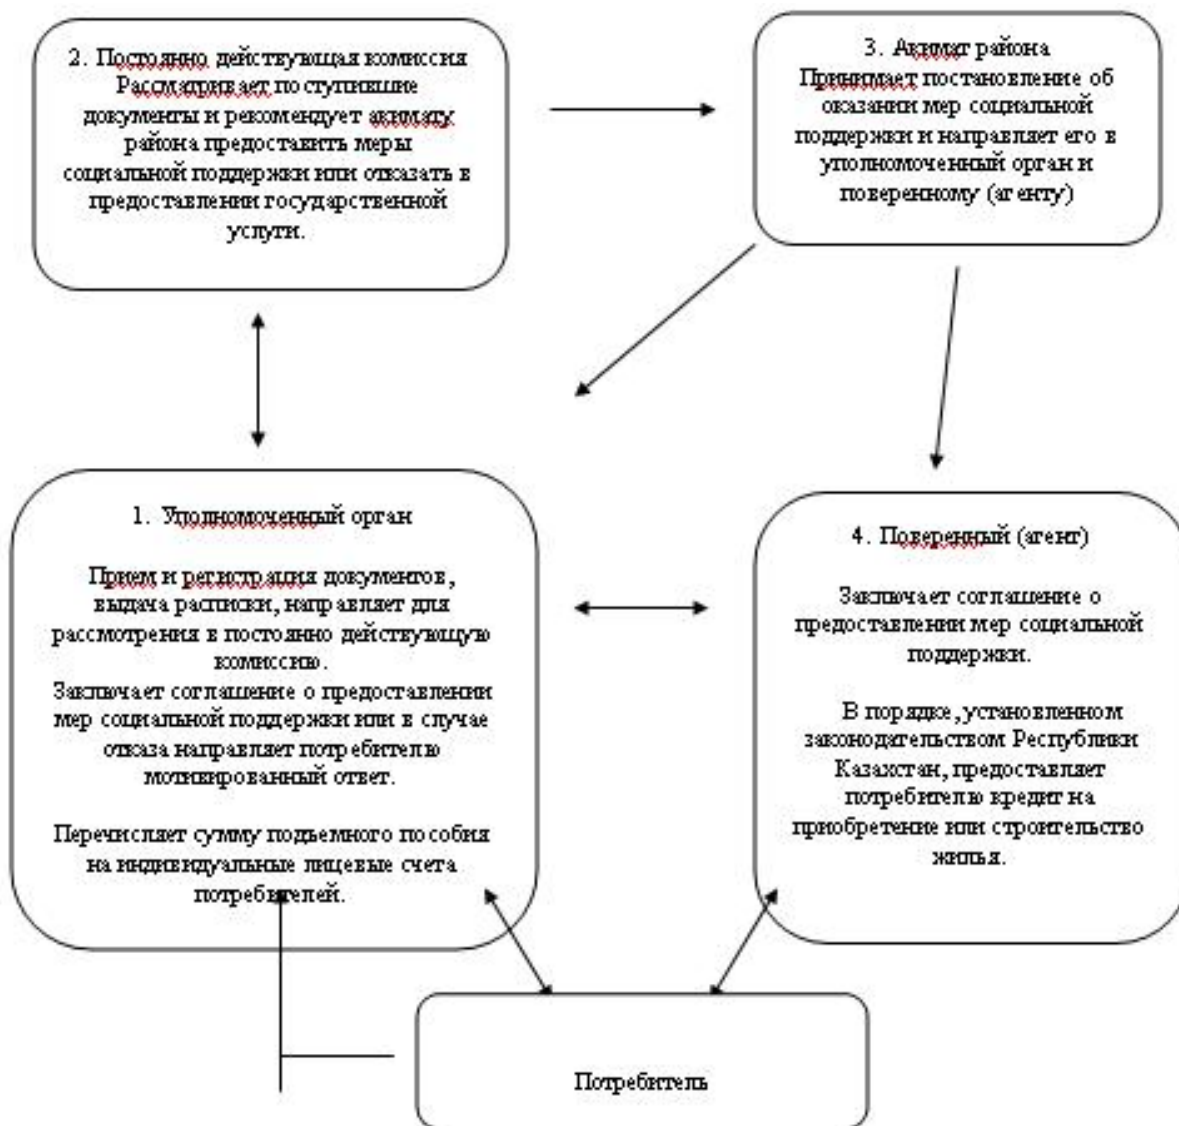 2. Постоянно действующая комиссия
Рассматривает поступившие
документы и рекомендует акимату
района предоставить меры
социальной поддержки или отказать в
предоставлении государственной
услуги.
3. Акимат района
Принимает постановление об
оказании мер социальной
поддержки и направляет его в
уполномоченный орган и
поверенному (агенту)
1. Уполномоченный орган
Прием и регистрация документов,
выдача расписки, направляет для
рассмотрения в постоянно действующую
комиссию.
Заключает соглашение о предоставлении
мер социальной поддержки или в случае
отказа направляет потребителю
мотивированный ответ.
Перечисляет сумму подъемного пособия
на индивидуальные лицевые счета
потребителей.
4. Поверенный (агент)
Заключает соглашение о
предоставлении мер социальной
поддержки.
В порядке, установленном
законодательством Республики
Казахстан, предоставляет
потребителю кредит на
приобретение или строительство
жилья.
Потребитель